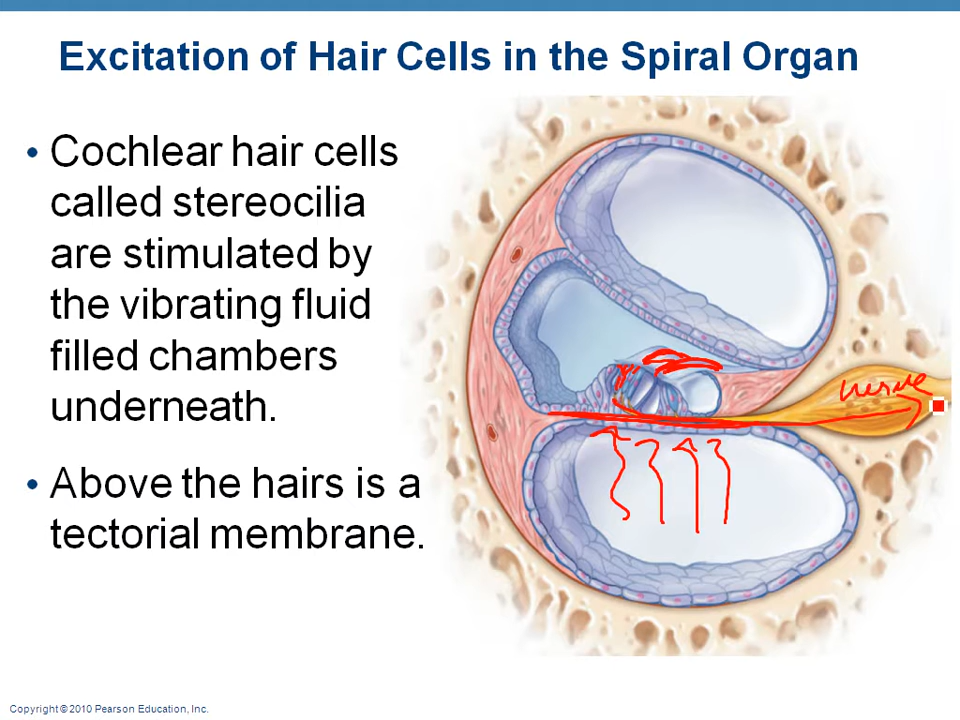 Excitation of Hair Cells in the Spiral Organ
• Cochlear hair cells
called stereocilia
are stimulated by
the vibrating fluid
filled chambers
underneath.
• Above the hairs is a
tectorial membrane.
nerve
Copyright © 2010 Pearson Education, Inc.